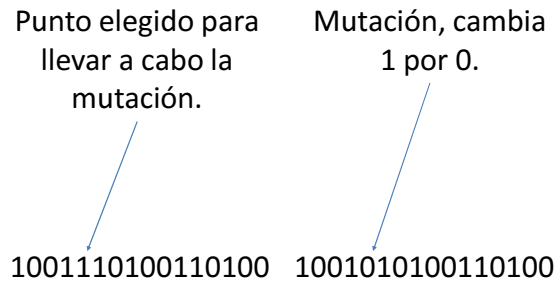 Punto elegido para
llevar a cabo la
mutación.
Mutación, cambia
1 por 0.
1001110100110100
1001010100110100